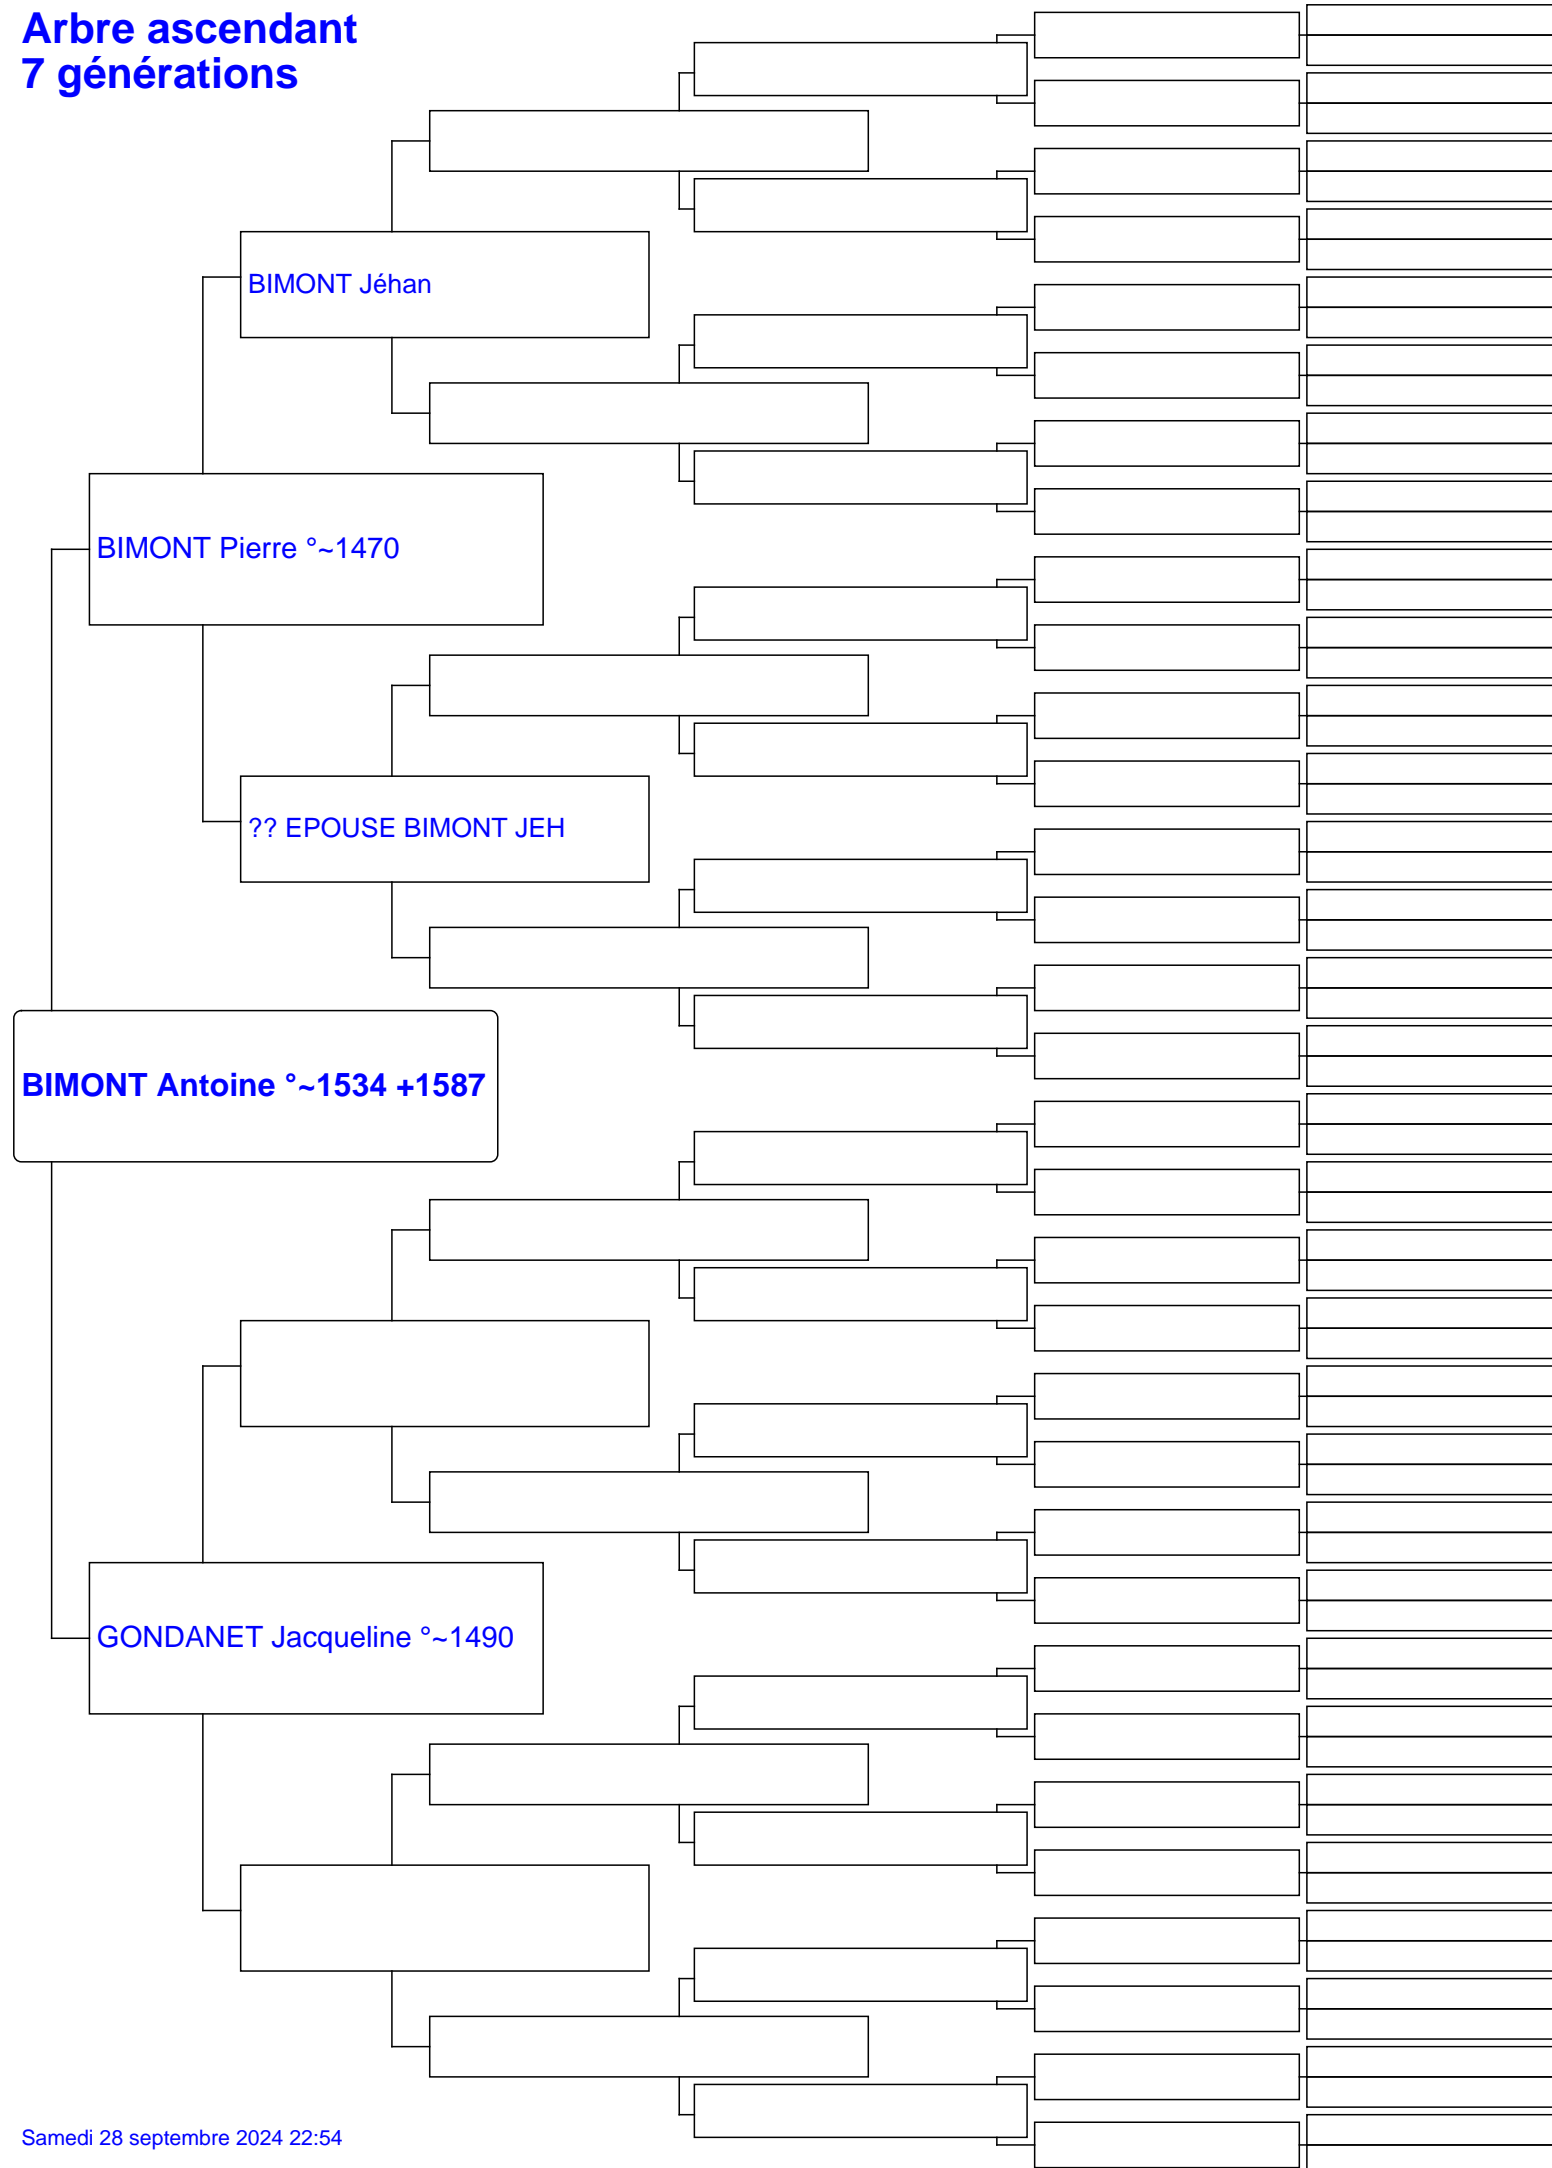 Arbre ascendant
7 générations
BIMONT Jéhan
BIMONT Pierre °~1470
?? EPOUSE BIMONT JEH
BIMONT Antoine °~1534 +1587
GONDANET Jacqueline °~1490
Samedi 28 septembre 2024 22:54